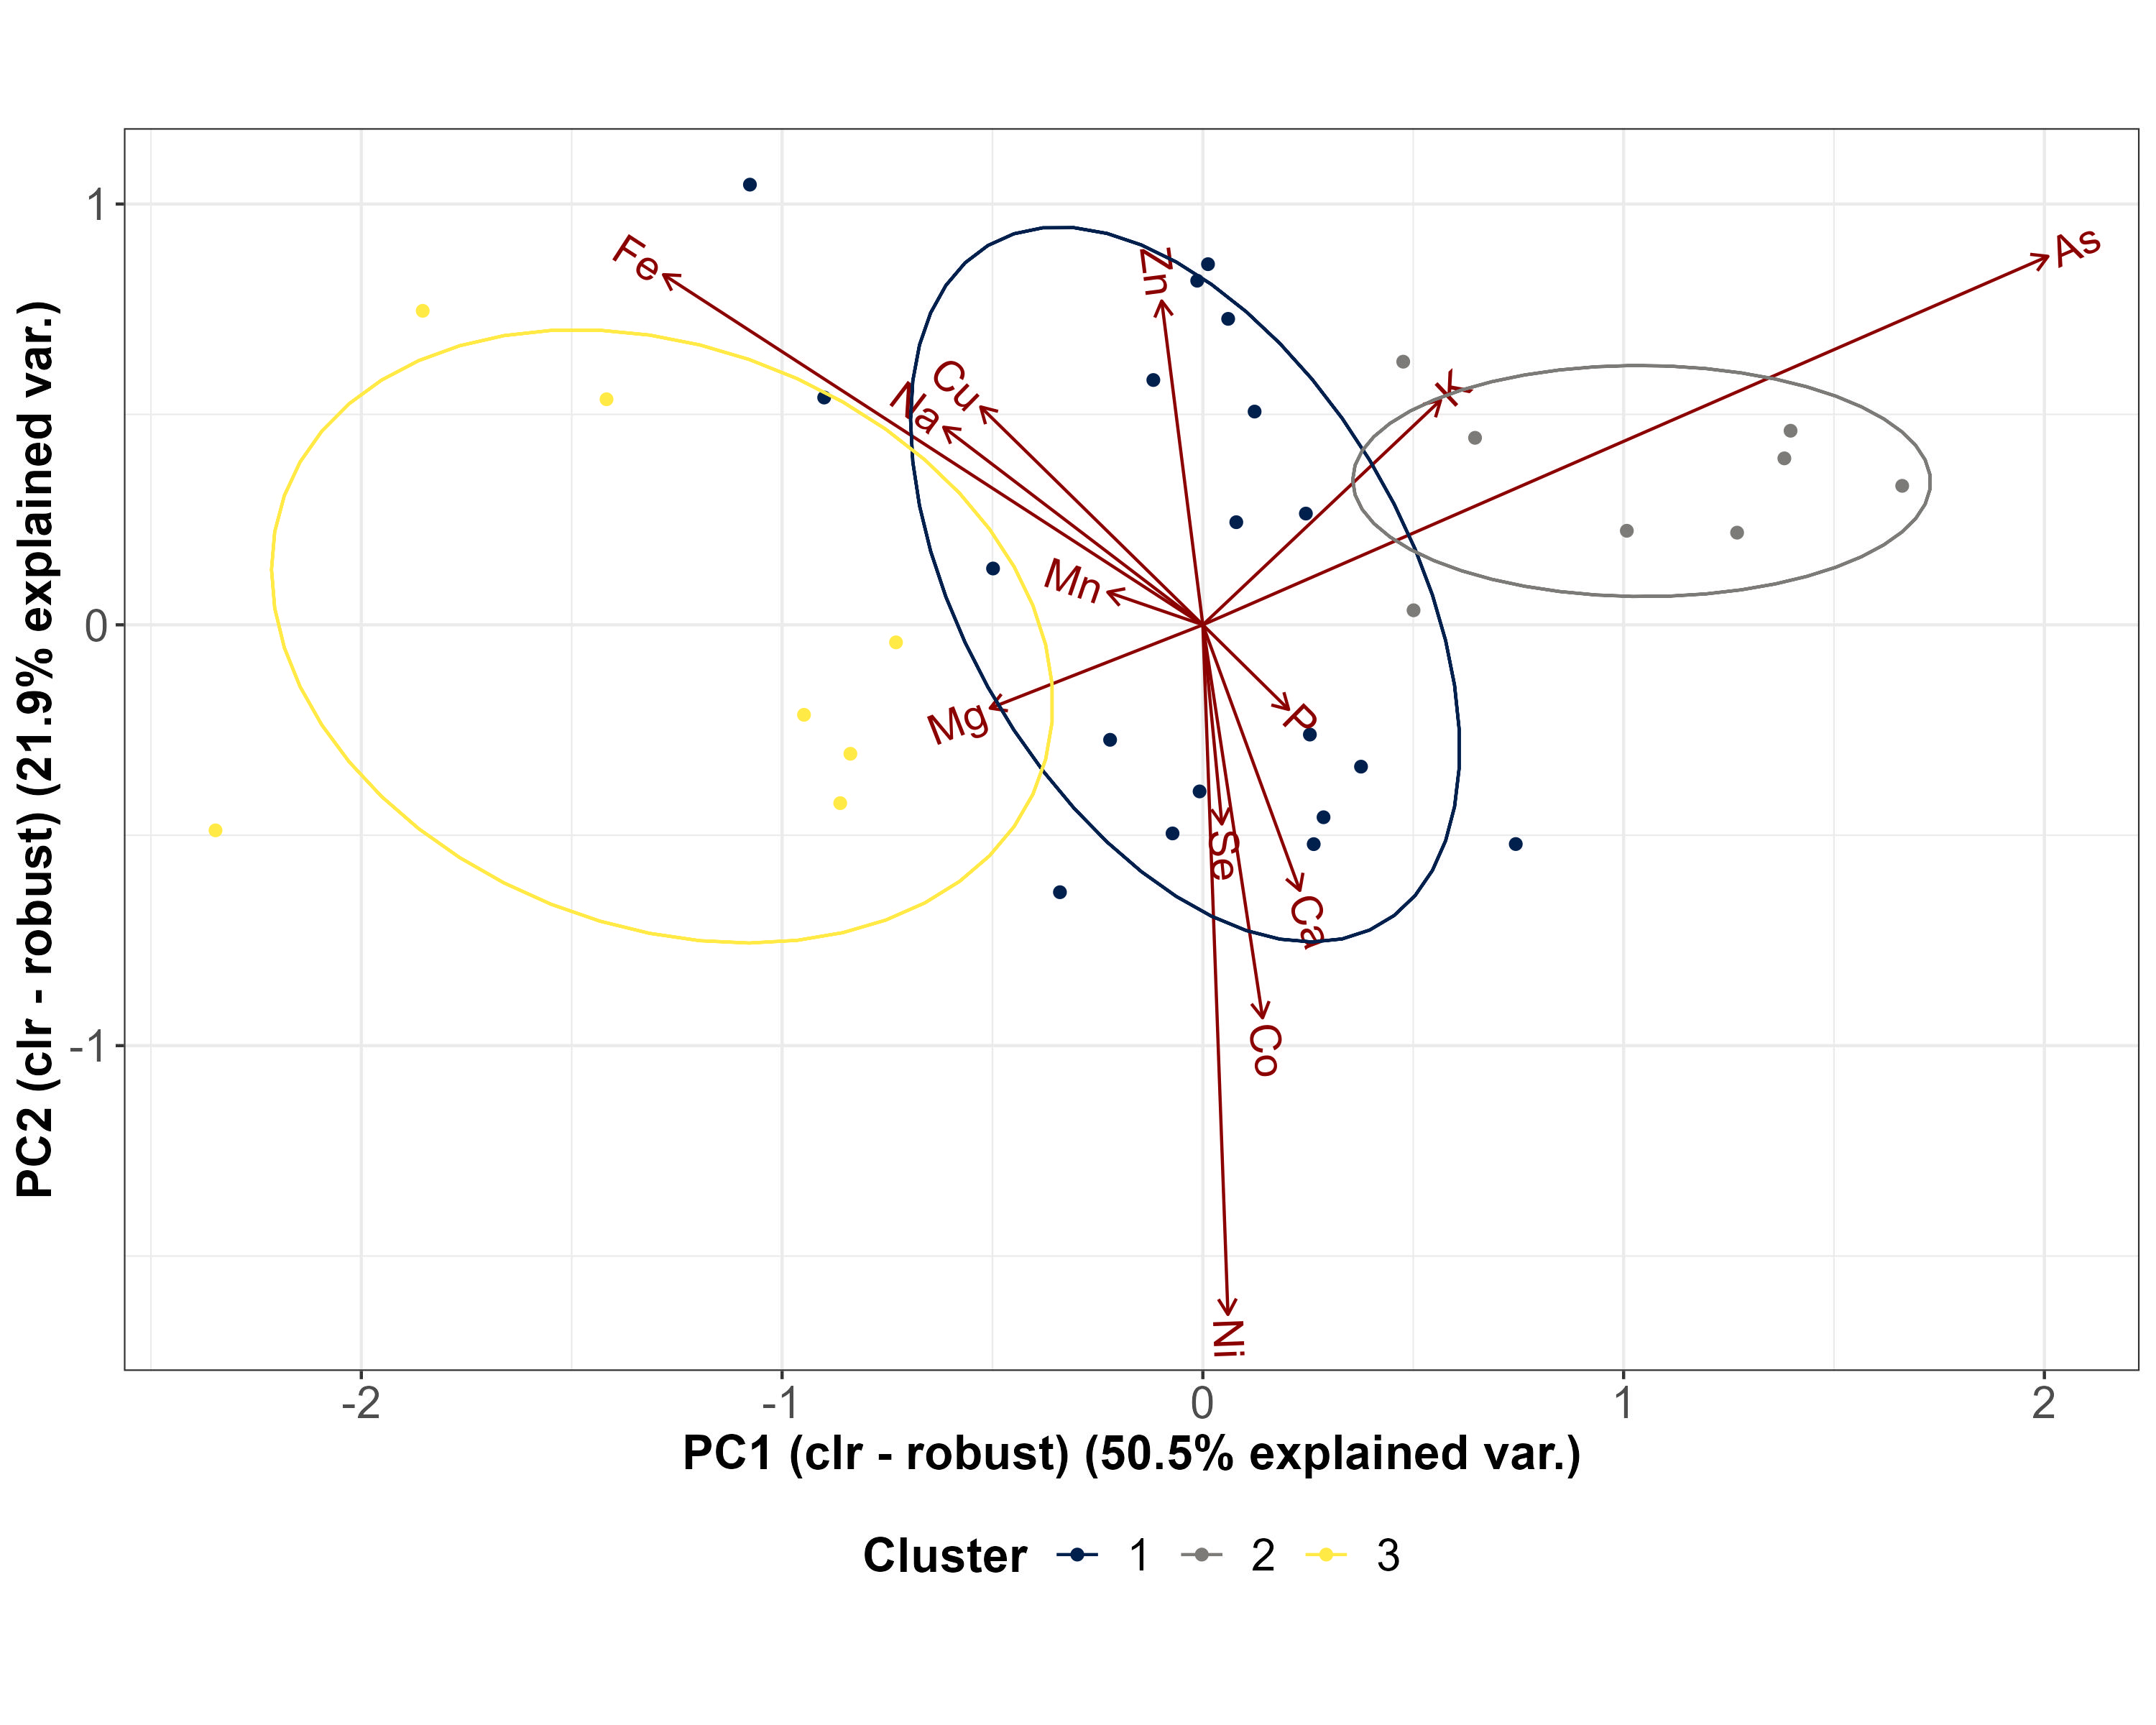 1
0
-1
PC2 (clr - robust) (21.9% explained var.)
Fe
Zn
As
Cu
Na
K
Mn
Mg
P
Se
Ca
Co
Ni
-2 -1 0 1 2
PC1 (clr - robust) (50.5% explained var.)
Cluster 1 2 3